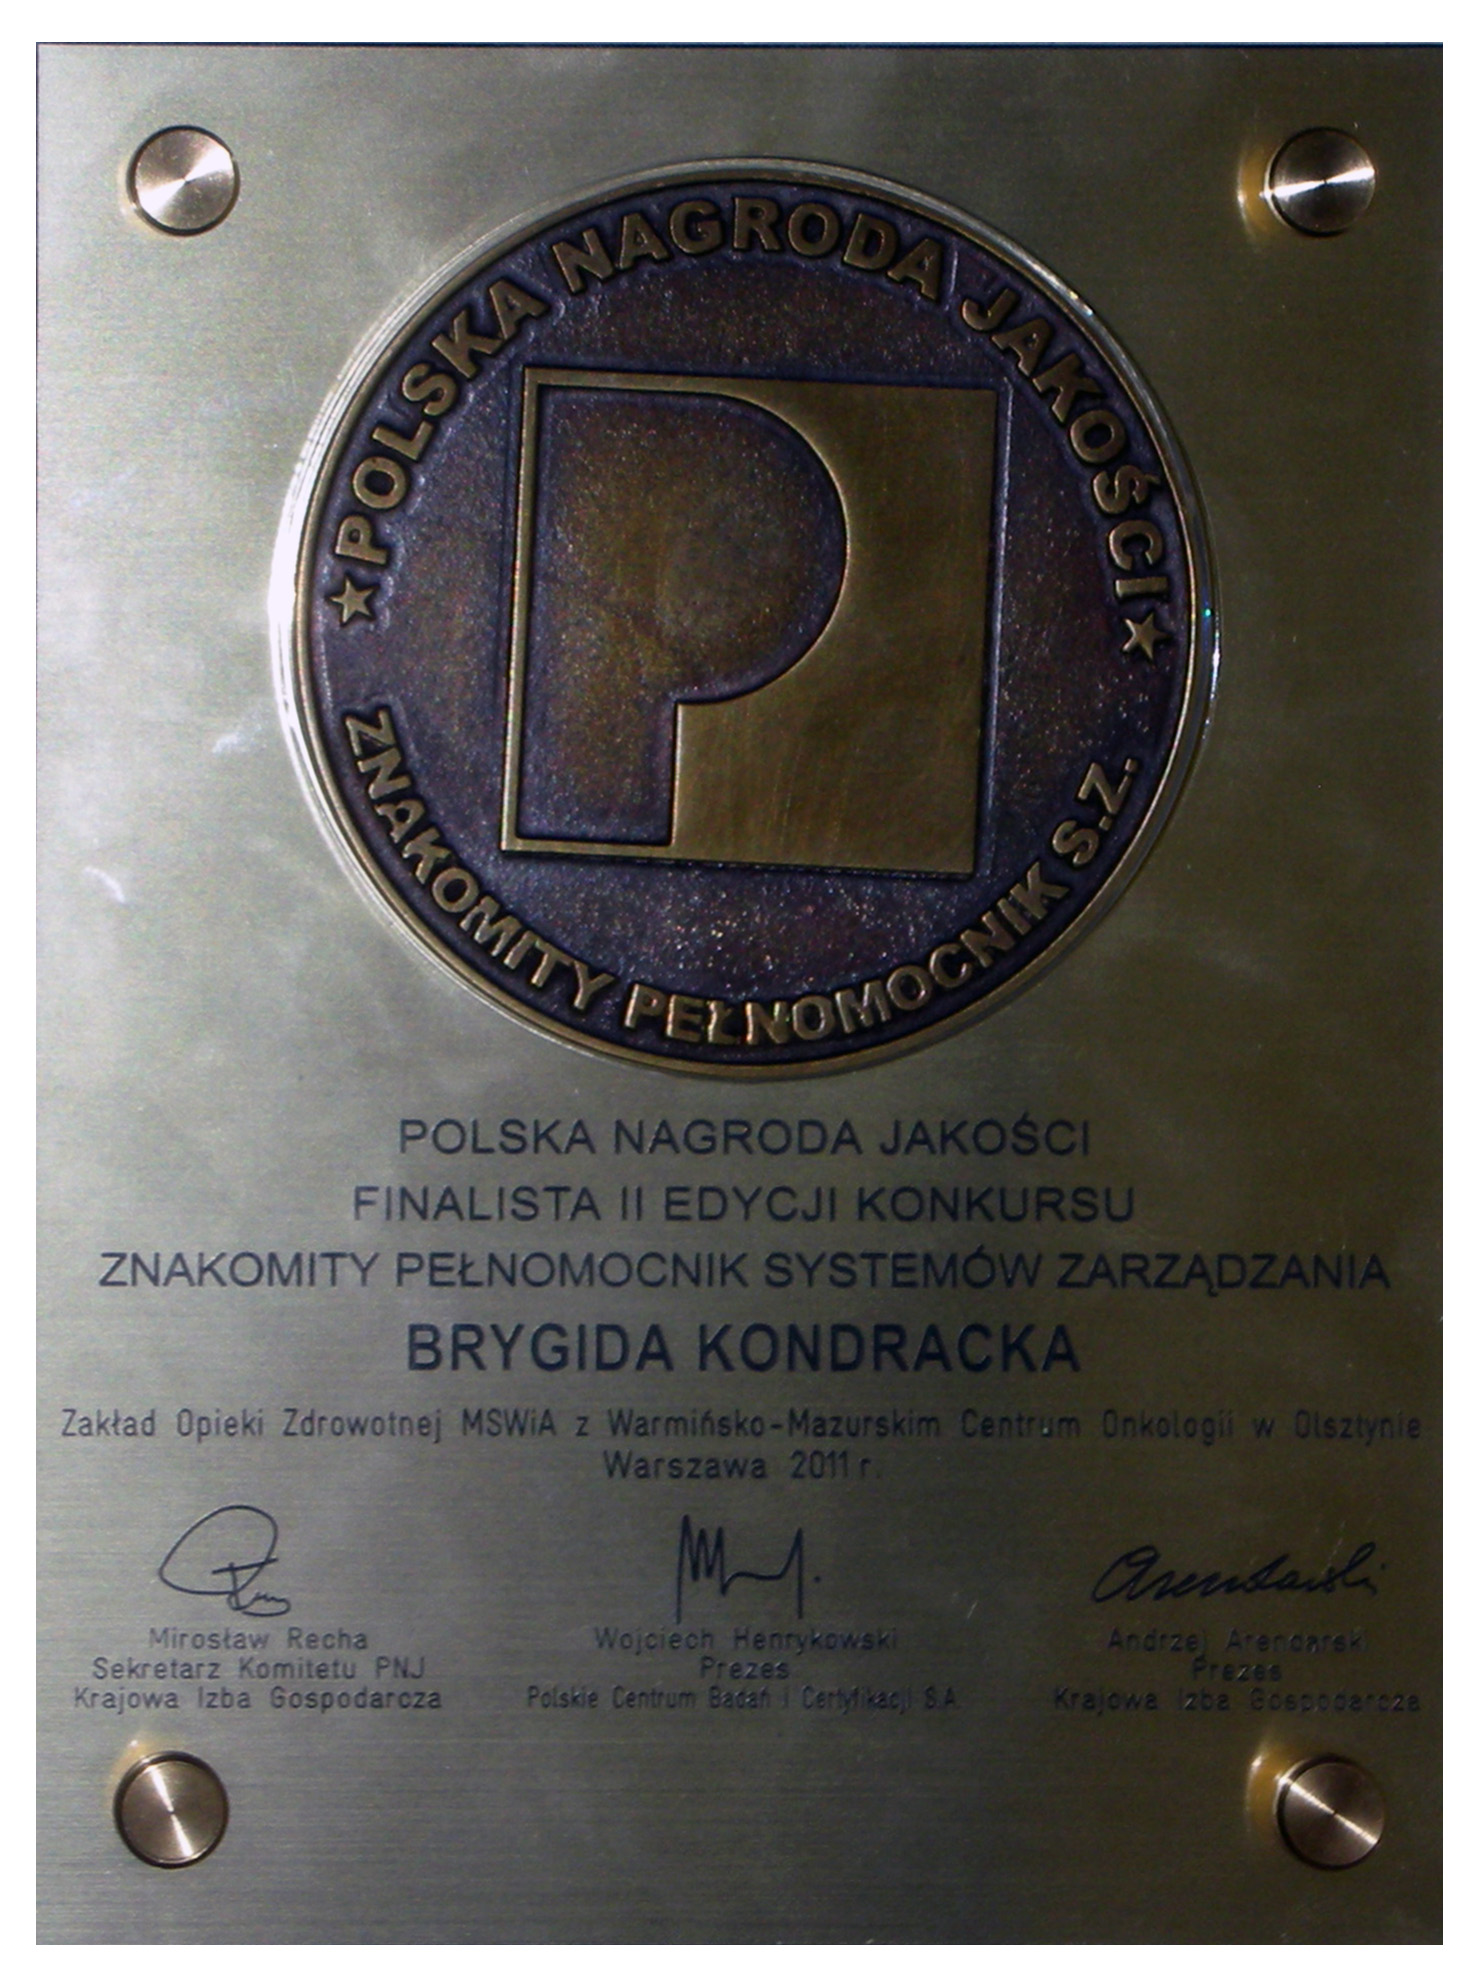 ★ POLSKA NAGRODA JAKOŚCI ★
ZNAKOMITY PEŁNOMOCNIK S.Z.
POLSKA NAGRODA JAKOŚCI
FINALISTA II EDYCJI KONKURSU
ZNAKOMITY PEŁNOMOCNIK SYSTEMÓW ZARZĄDZANIA
BRYGIDA KONDRACKA
Zakład Opieki Zdrowotnej MSWiA z Warmińsko-Mazurskim Centrum Onkologii w Olsztynie
Warszawa 2011 r.
Arendarski
Mirosław Recha
Sekretarz Komitetu PNJ
Krajowa Izba Gospodarcza
Wojciech Henrykowski
Prezes
Polskie Centrum Badań i Certyfikacji S.A.
Andrzej Arendarski
Prezes
Krajowa Izba Gospodarcza